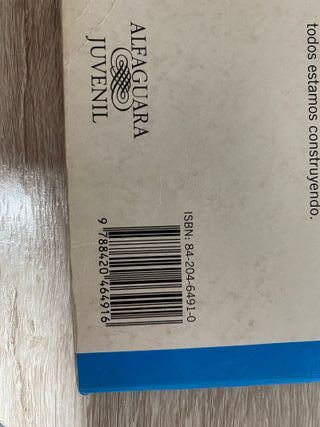 todos estamos construyendo.
ALFAGUARA
JUVENIL
ISBN: 84-204-6491-0
9 788420 464916